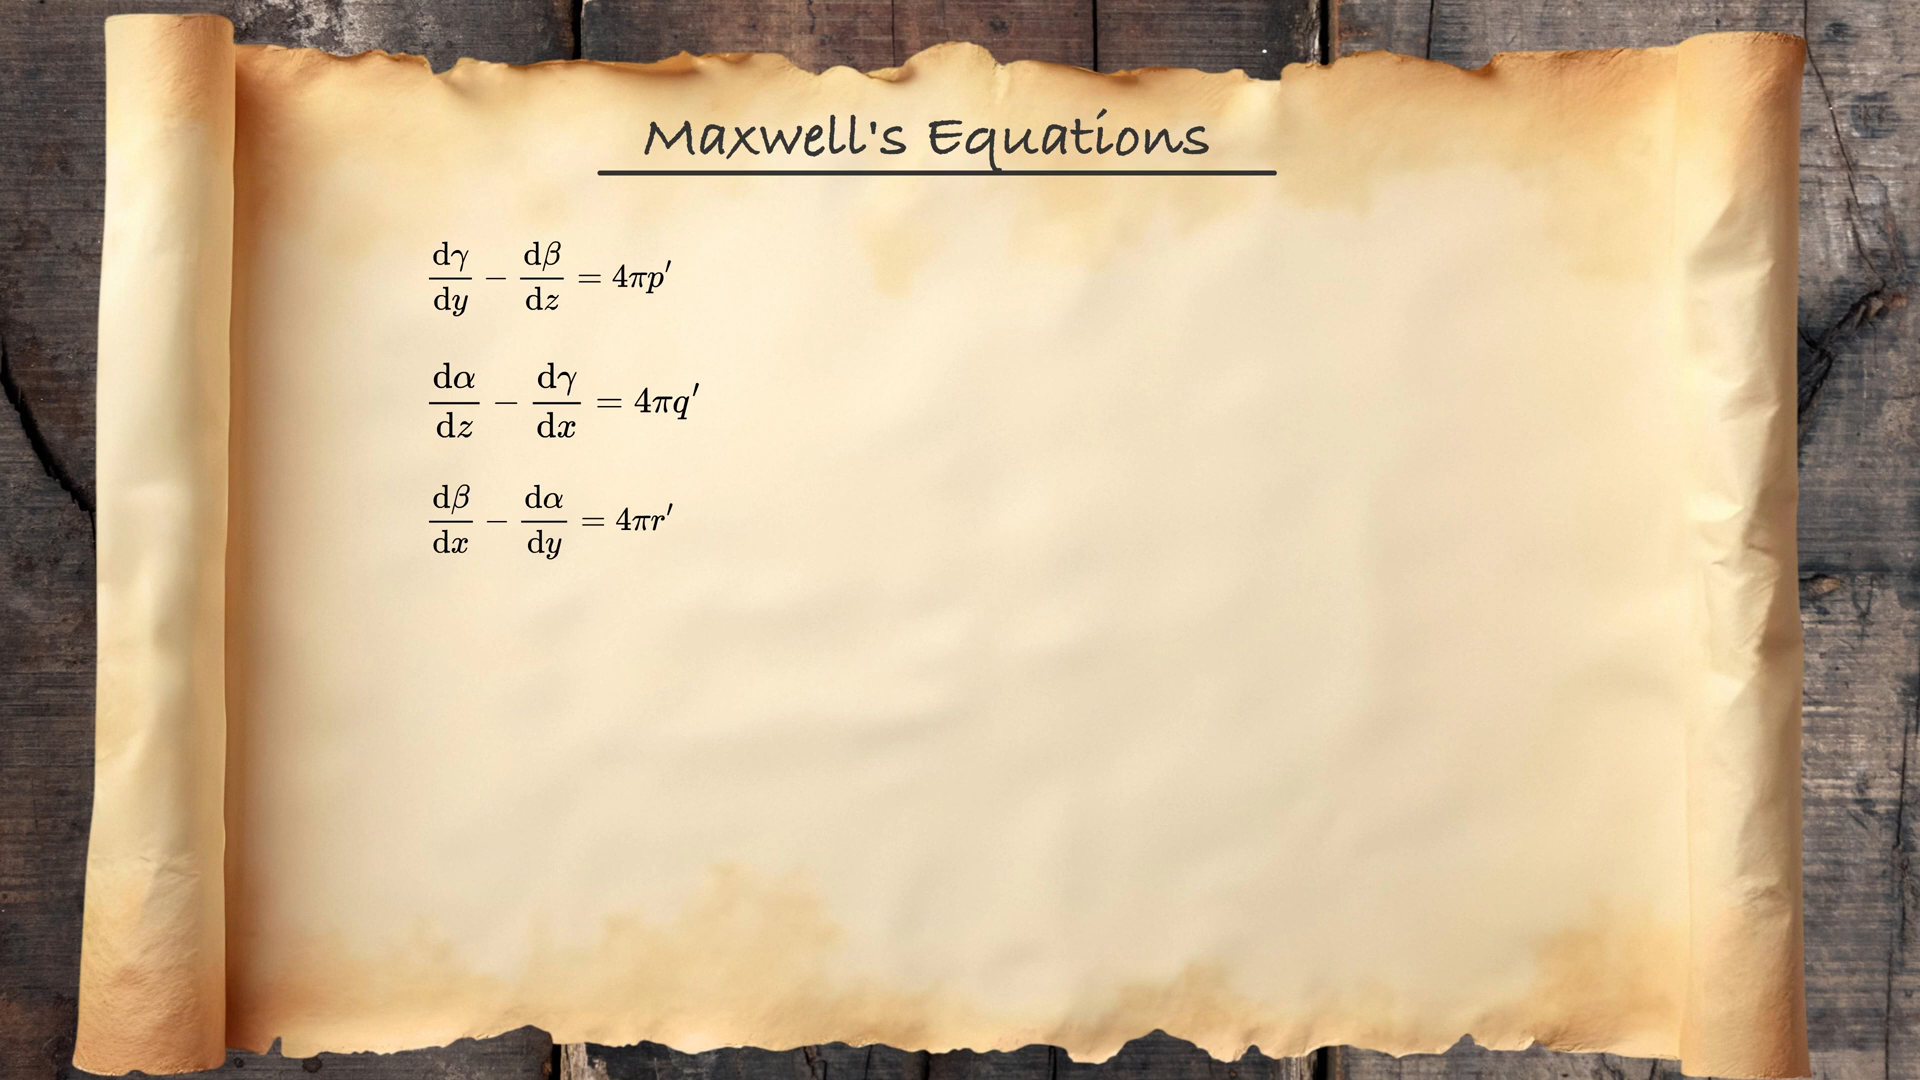 Maxwell's Equations
dγ/dy − dβ/dz = 4πp′
dα/dz − dγ/dx = 4πq′
dβ/dx − dα/dy = 4πr′